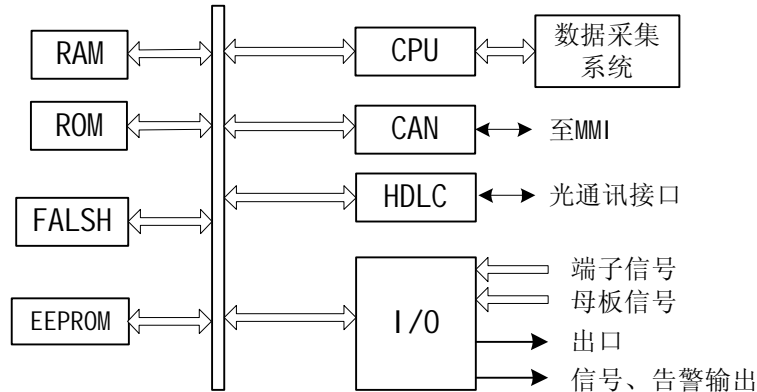 RAM
CPU
数据采集
系统
ROM
CAN
至MMI
FALSH
HDLC
光通讯接口
EEPROM
I/O
端子信号
母板信号
出口
信号、告警输出